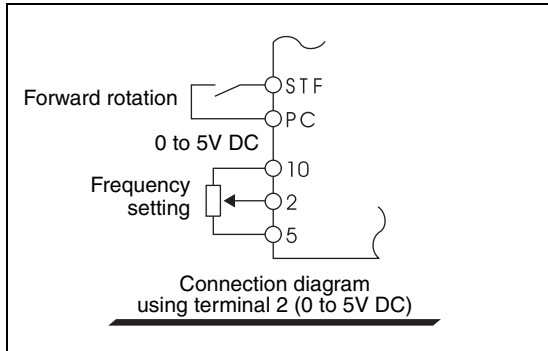 STF
Forward rotation
PC
0 to 5V DC
10
Frequency
setting
2
5
Connection diagram
using terminal 2 (0 to 5V DC)